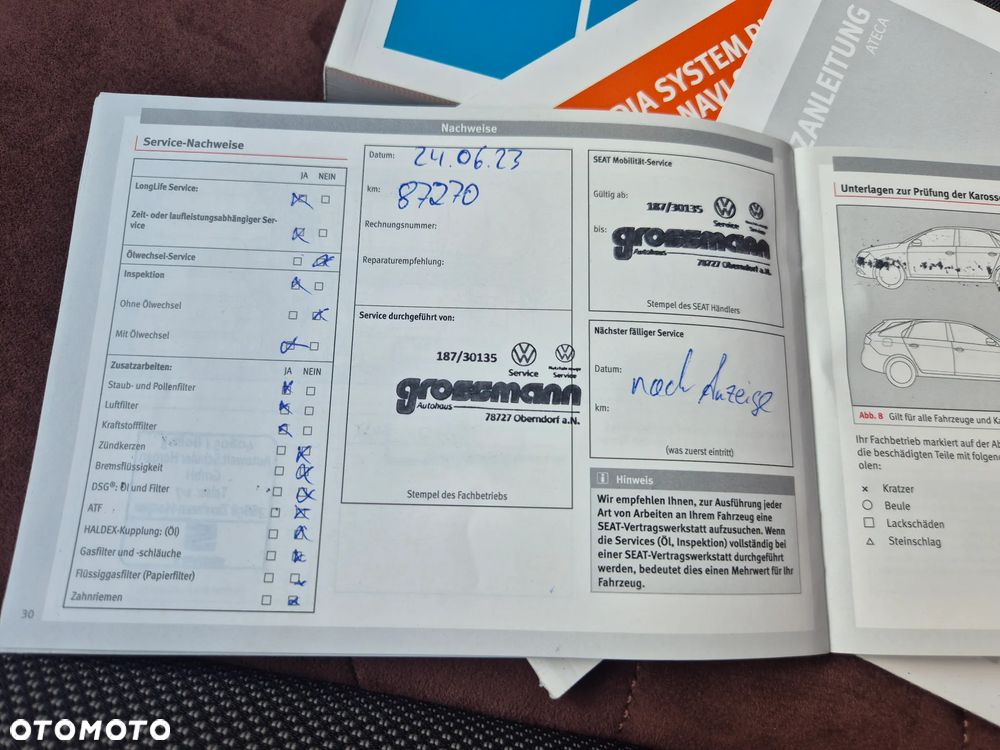 DIA SYSTEM
NAVI
ZANLEITUNG
ATECA
Nachweise
Service-Nachweise
JA NEIN
LongLife Service:
Zeit- oder laufleistungsabhängiger Ser-
vice
Ölwechsel-Service
Inspektion
Ohne Ölwechsel
Mit Ölwechsel
Zusatzarbeiten:
JA NEIN
Staub- und Pollenfilter
Luftfilter
Kraftstofffilter
Zündkerzen
Bremsflüssigkeit
DSG®: Öl und Filter
ATF
HALDEX-Kupplung: (Öl)
Gasfilter und -schläuche
Flüssiggasfilter (Papierfilter)
Zahnriemen
30
Datum: 24.06.23
km: 87270
Rechnungsnummer:
Reparaturempfehlung:
Service durchgeführt von:
187/30135
Service
Service
grossmann
Autohaus
78727 Oberndorf a.N.
Stempel des Fachbetriebs
SEAT Mobilität-Service
Gültig ab:
187/30135
Service
Service
bis:
grossmann
Autohaus
78727 Oberndorf a.N.
Stempel des SEAT Händlers
Nächster fälliger Service
Datum: nach Anzeige
km:
(was zuerst eintritt)
i Hinweis
Wir empfehlen Ihnen, zur Ausführung jeder
Art von Arbeiten an Ihrem Fahrzeug eine
SEAT-Vertragswerkstatt aufzusuchen. Wenn
die Services (Öl, Inspektion) vollständig bei
einer SEAT-Vertragswerkstatt durchgeführt
werden, bedeutet dies einen Mehrwert für Ihr
Fahrzeug.
Unterlagen zur Prüfung der Karosse
Abb. 8 Gilt für alle Fahrzeuge und Ka
Ihr Fachbetrieb markiert auf der Ab
die beschädigten Teile mit folgen
olen:
× Kratzer
○ Beule
□ Lackschäden
△ Steinschlag
OTOMOTO